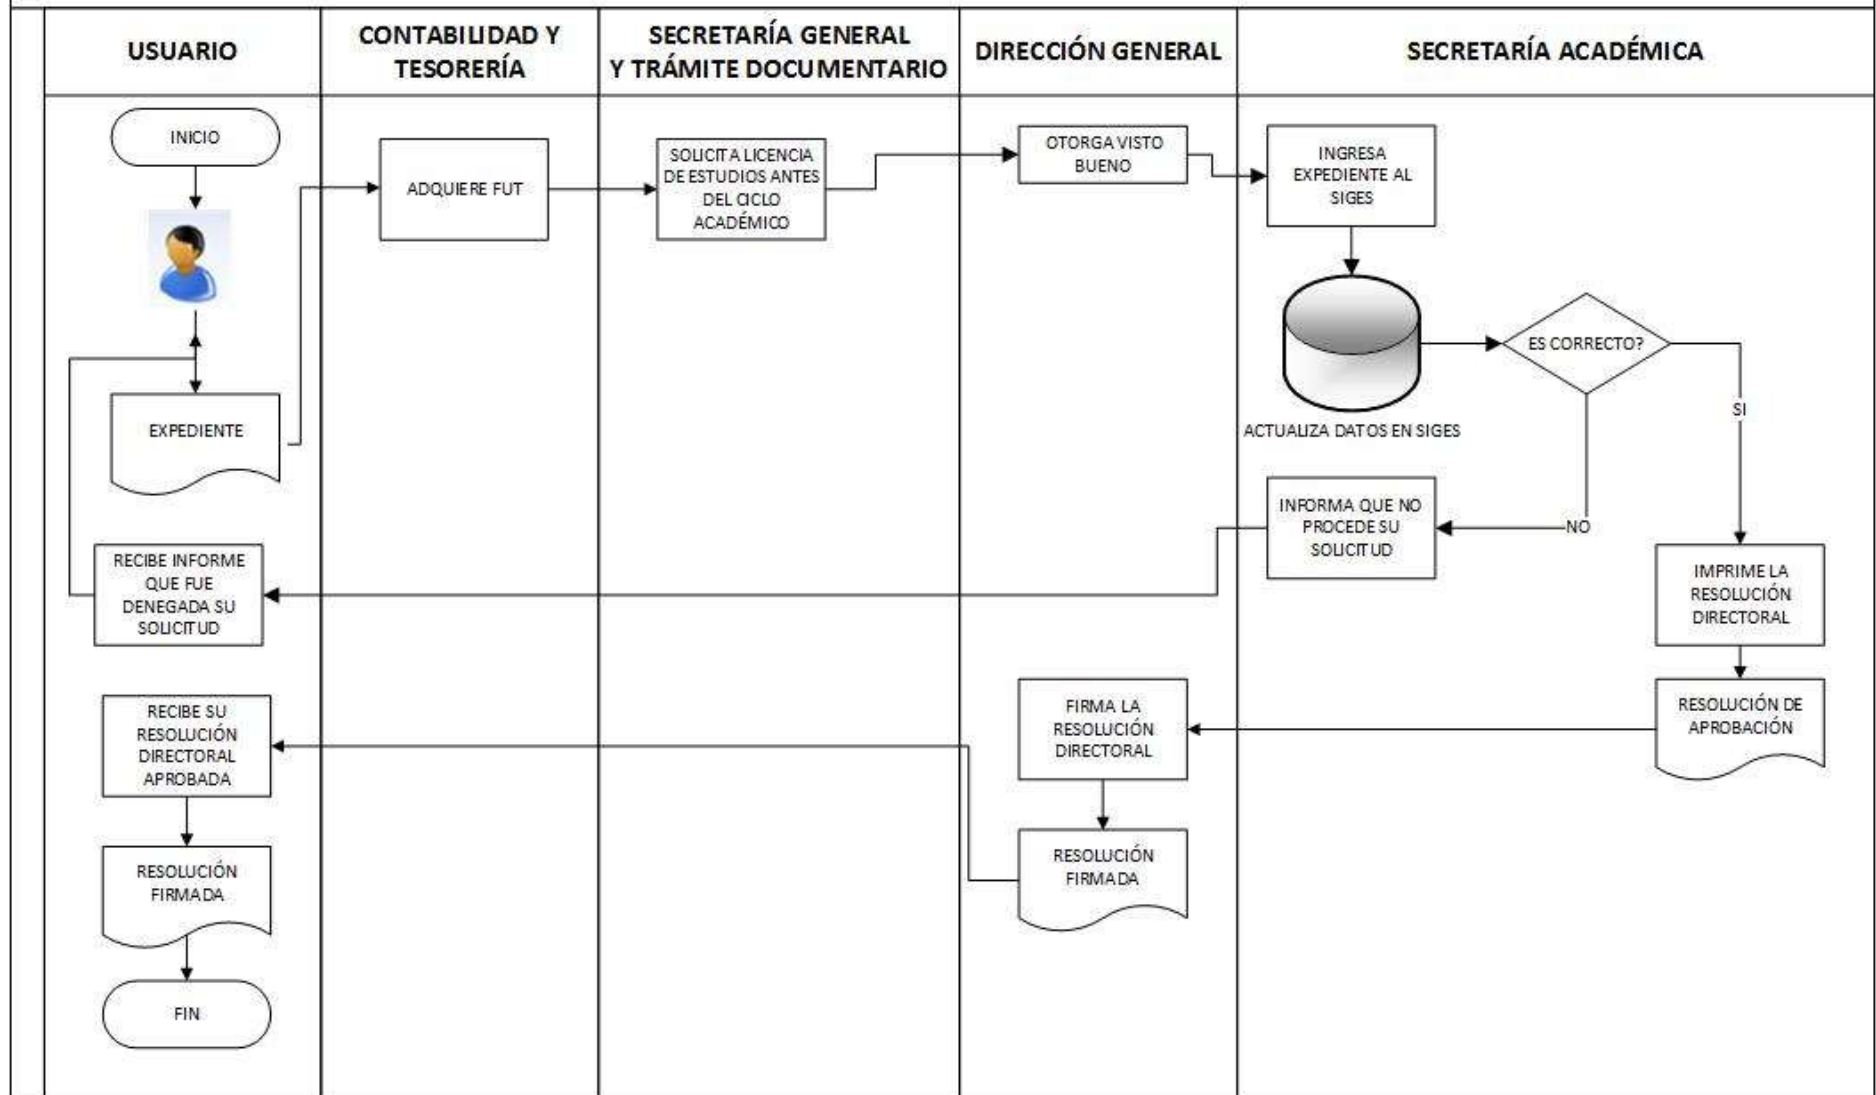 USUARIO
CONTABILIDAD Y
TESORERÍA
SECRETARÍA GENERAL
Y TRÁMITE DOCUMENTARIO
DIRECCIÓN GENERAL
SECRETARÍA ACADÉMICA
INICIO
ADQUIERE FUT
SOLICITA LICENCIA
DE ESTUDIOS ANTES
DEL CICLO
ACADÉMICO
OTORGA VISTO
BUENO
INGRESA
EXPEDIENTE AL
SIGES
ES CORRECTO?
SI
ACTUALIZA DATOS EN SIGES
EXPEDIENTE
INFORMA QUE NO
PROCEDE SU
SOLICITUD
NO
RECIBE INFORME
QUE FUE
DENEGADA SU
SOLICITUD
IMPRIME LA
RESOLUCIÓN
DIRECTORAL
RECIBE SU
RESOLUCIÓN
DIRECTORAL
APROBADA
FIRMA LA
RESOLUCIÓN
DIRECTORAL
RESOLUCIÓN DE
APROBACIÓN
RESOLUCIÓN
FIRMADA
RESOLUCIÓN
FIRMADA
FIN